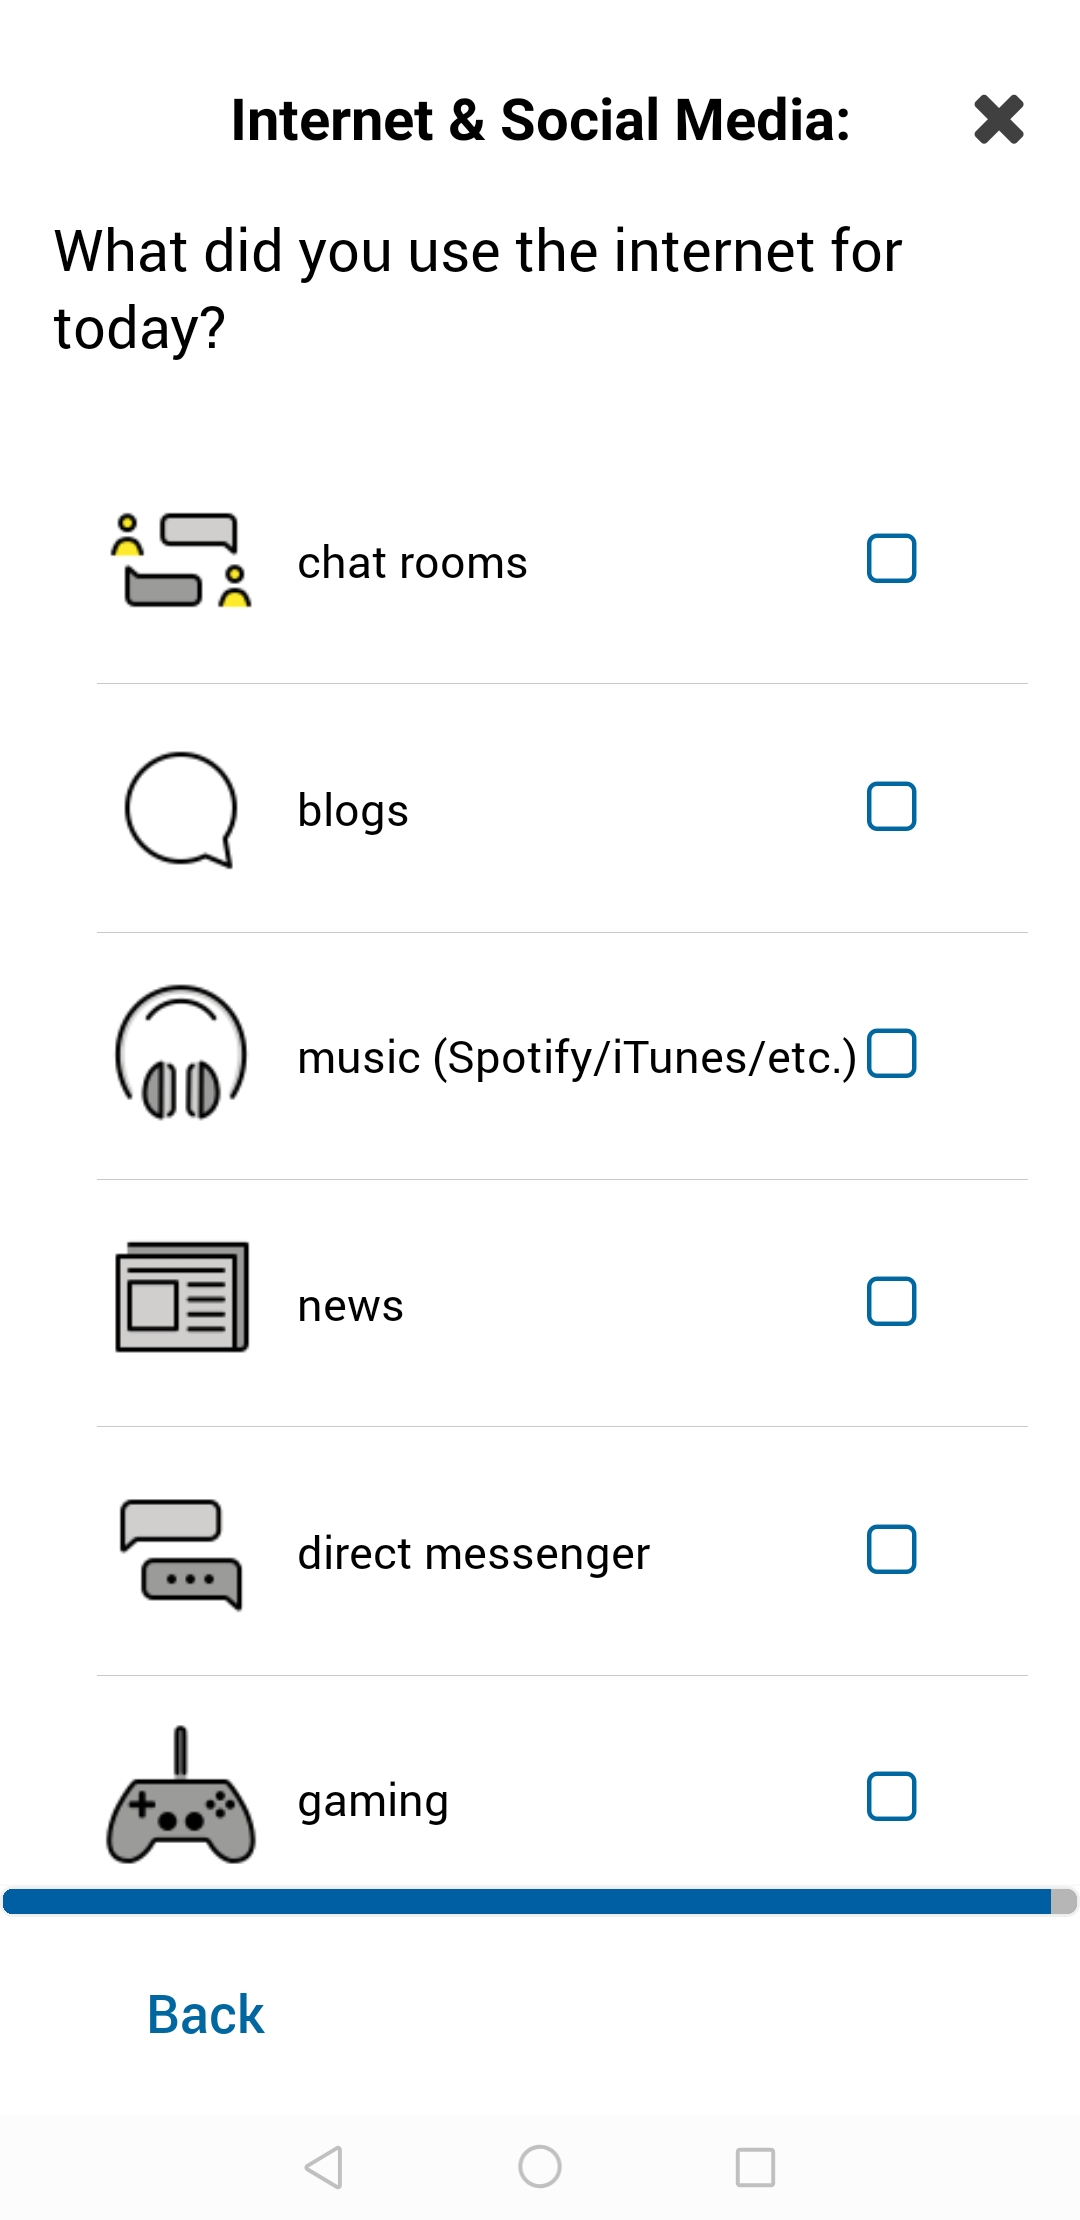 Internet & Social Media:
What did you use the internet for
today?
chat rooms
blogs
music (Spotify/iTunes/etc.)
news
direct messenger
gaming
Back